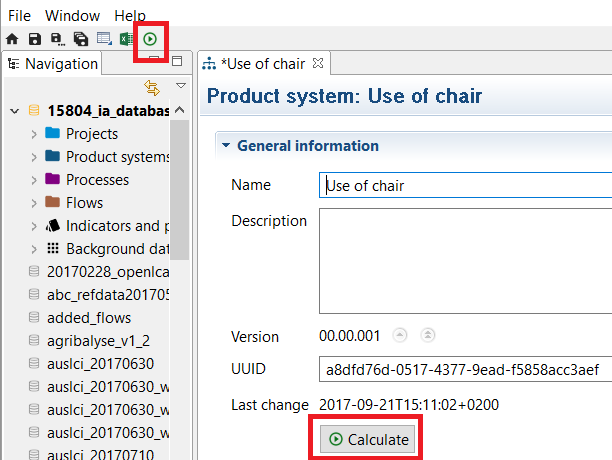 File Window Help
Navigation
*Use of chair
15804_ia_databas
Projects
Product systems
Processes
Flows
Indicators and p
Background dat
20170228_openlca
abc_refdata201705
added_flows
agribalyse_v1_2
auslci_20170630
auslci_20170630_w
auslci_20170630_w
auslci_20170630_w
auslci_20170710
Product system: Use of chair
General information
Name
Use of chair
Description
Version
00.00.001
UUID
a8dfd76d-0517-4377-9ead-f5858acc3aef
Last change
2017-09-21T15:11:02+0200
Calculate